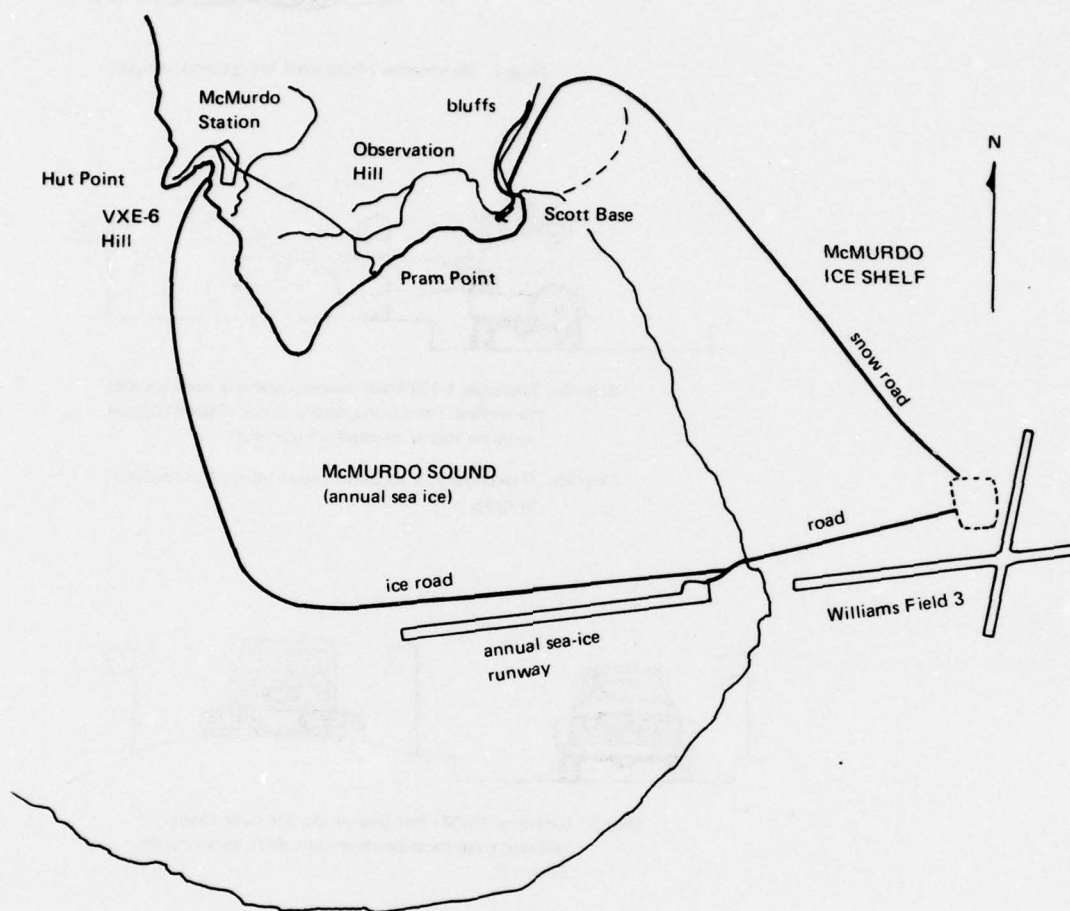 McMurdo
Station
bluffs
Observation
Hill
N
Hut Point
VXE-6
Hill
Scott Base
Pram Point
McMURDO
ICE SHELF
snow road
McMURDO SOUND
(annual sea ice)
road
ice road
Williams Field 3
annual sea-ice
runway